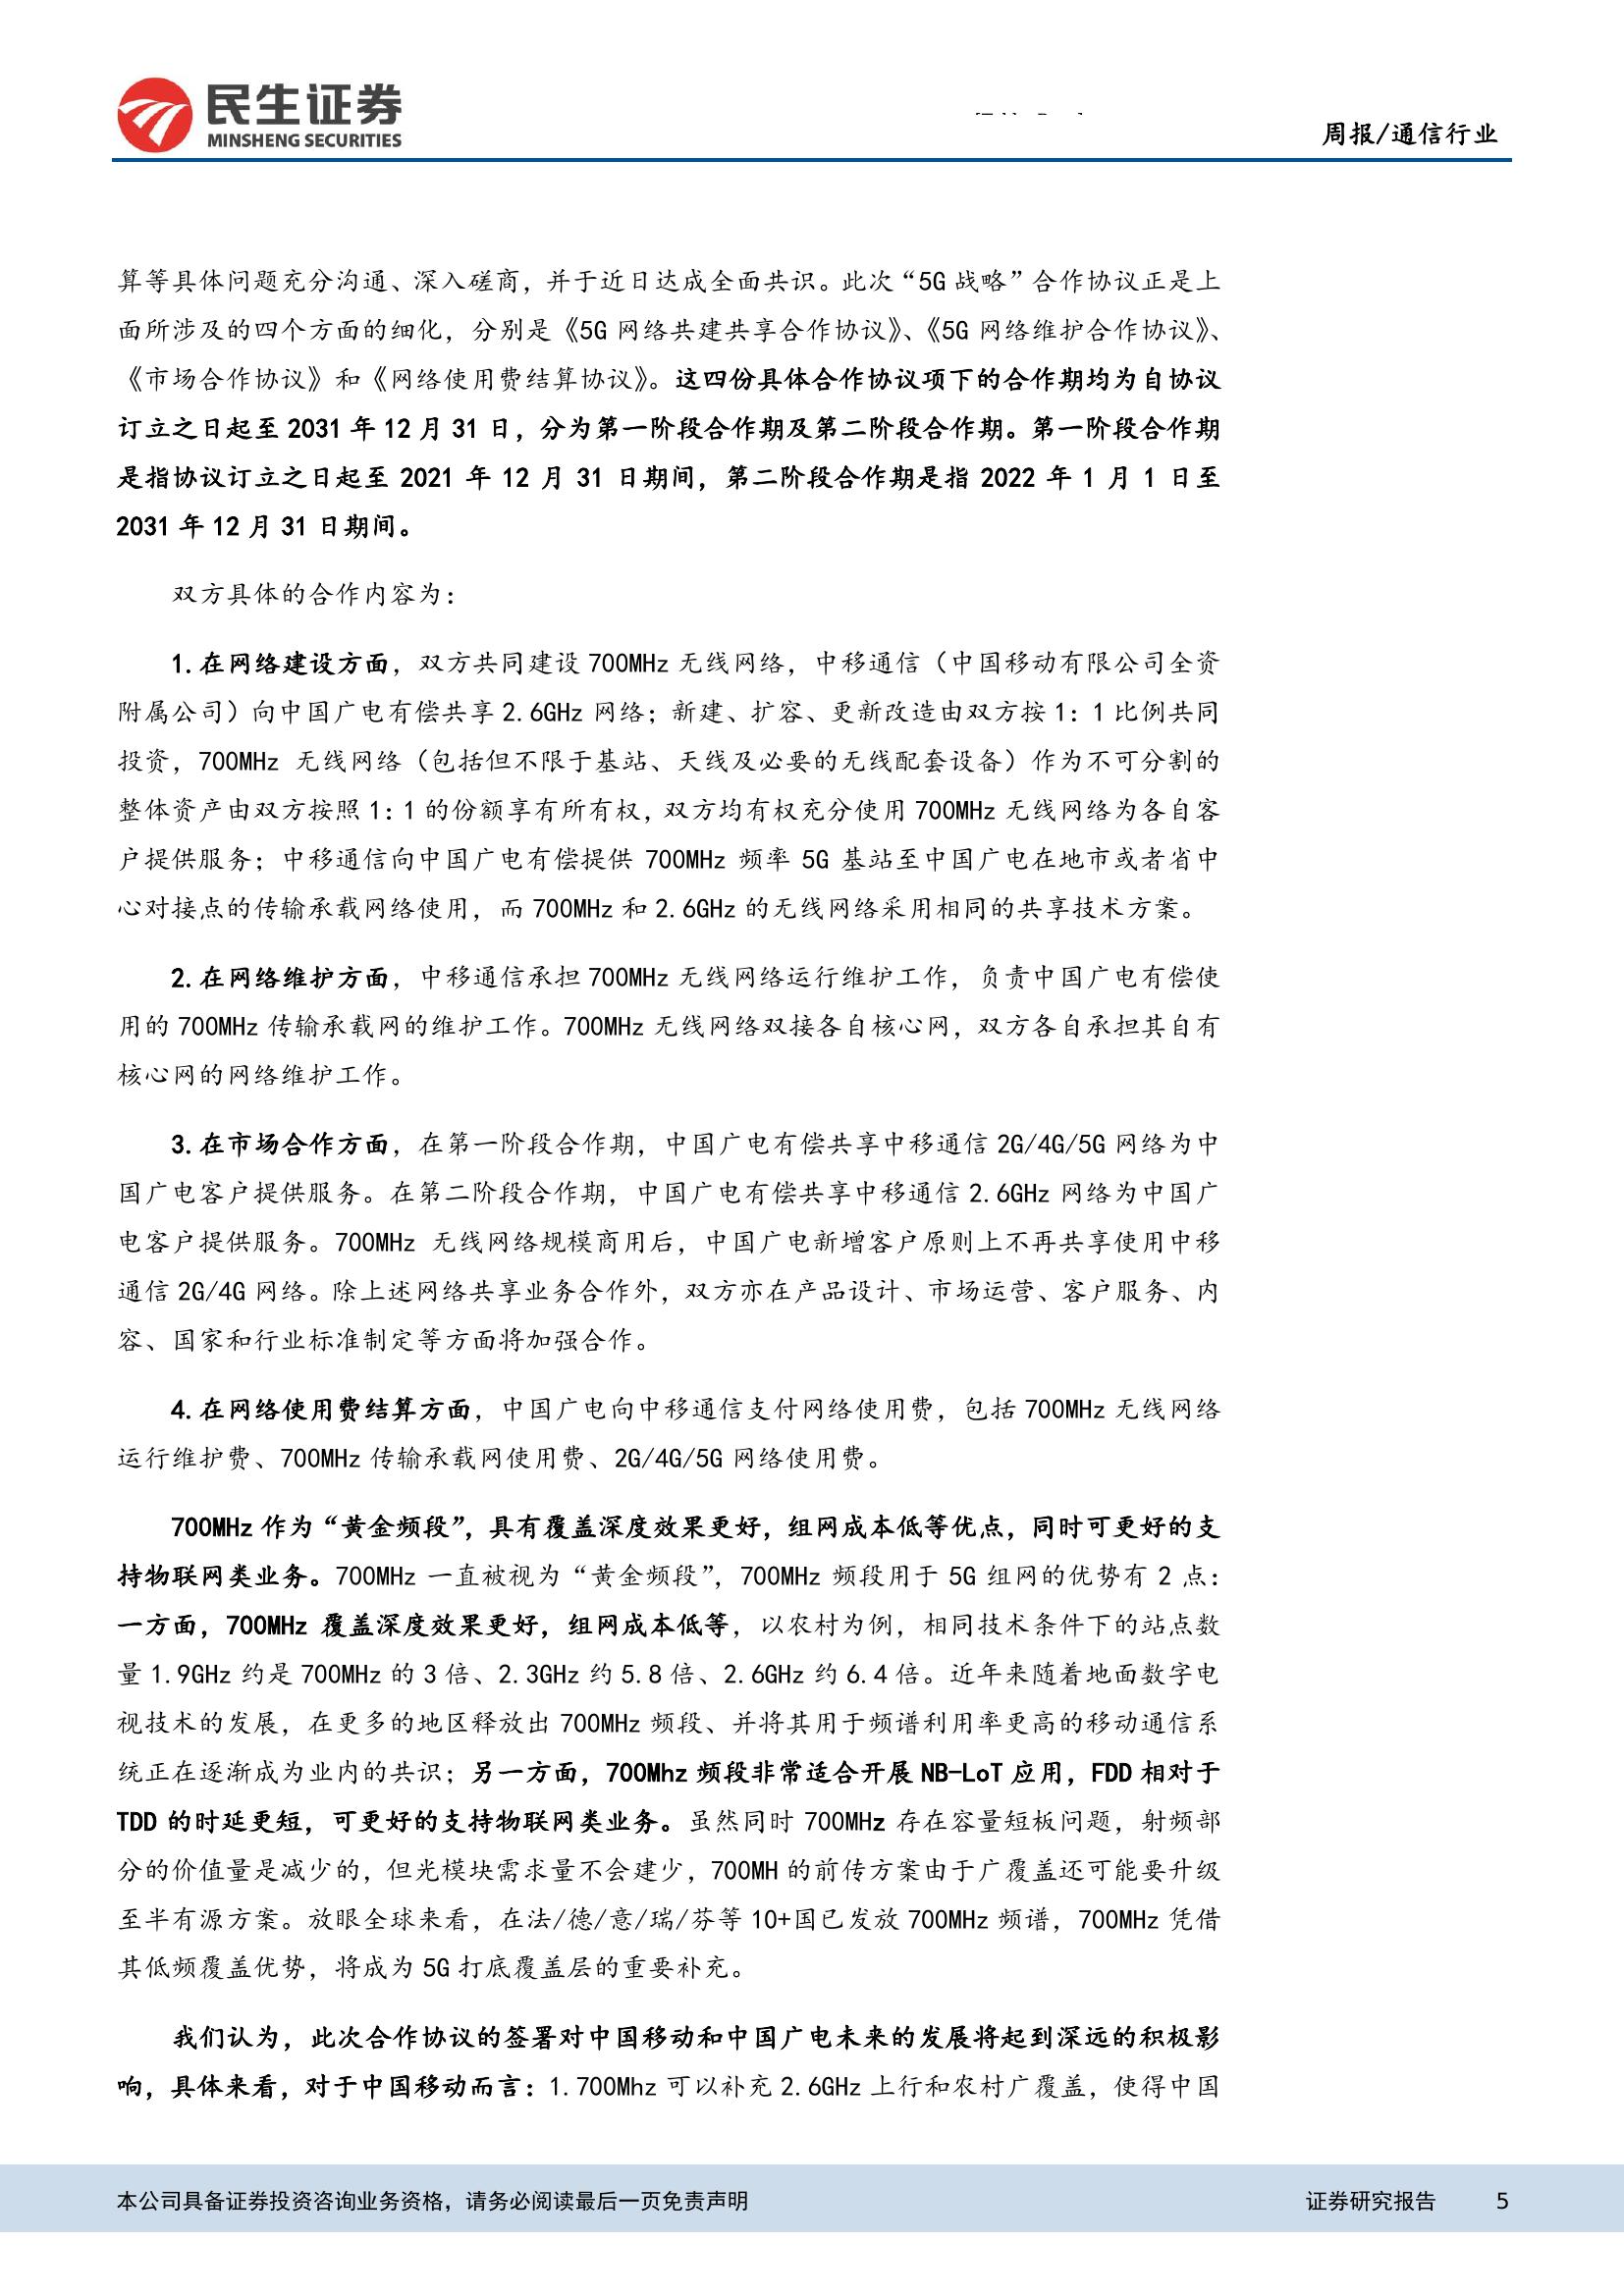 民生证券
MINSHENG SECURITIES
周报/通信行业
算等具体问题充分沟通、深入磋商，并于近日达成全面共识。此次“5G 战略”合作协议正是上
面所涉及的四个方面的细化，分别是《5G 网络共建共享合作协议》、《5G 网络维护合作协议》、
《市场合作协议》和《网络使用费结算协议》。这四份具体合作协议项下的合作期均为自协议
订立之日起至 2031 年 12 月 31 日，分为第一阶段合作期及第二阶段合作期。第一阶段合作期
是指协议订立之日起至 2021 年 12 月 31 日期间，第二阶段合作期是指 2022 年 1 月 1 日至
2031 年 12 月 31 日期间。
双方具体的合作内容为：
1.在网络建设方面，双方共同建设 700MHz 无线网络，中移通信（中国移动有限公司全资
附属公司）向中国广电有偿共享 2.6GHz 网络；新建、扩容、更新改造由双方按 1：1 比例共同
投资，700MHz 无线网络（包括但不限于基站、天线及必要的无线配套设备）作为不可分割的
整体资产由双方按照 1：1 的份额享有所有权，双方均有权充分使用 700MHz 无线网络为各自客
户提供服务；中移通信向中国广电有偿提供 700MHz 频率 5G 基站至中国广电在地市或者省中
心对接点的传输承载网络使用，而 700MHz 和 2.6GHz 的无线网络采用相同的共享技术方案。
2.在网络维护方面，中移通信承担 700MHz 无线网络运行维护工作，负责中国广电有偿使
用的 700MHz 传输承载网的维护工作。700MHz 无线网络双接各自核心网，双方各自承担其自有
核心网的网络维护工作。
3.在市场合作方面，在第一阶段合作期，中国广电有偿共享中移通信 2G/4G/5G 网络为中
国广电客户提供服务。在第二阶段合作期，中国广电有偿共享中移通信 2.6GHz 网络为中国广
电客户提供服务。700MHz 无线网络规模商用后，中国广电新增客户原则上不再共享使用中移
通信 2G/4G 网络。除上述网络共享业务合作外，双方亦在产品设计、市场运营、客户服务、内
容、国家和行业标准制定等方面将加强合作。
4.在网络使用费结算方面，中国广电向中移通信支付网络使用费，包括 700MHz 无线网络
运行维护费、700MHz 传输承载网使用费、2G/4G/5G 网络使用费。
700MHz 作为“黄金频段”，具有覆盖深度效果更好，组网成本低等优点，同时可更好的支
持物联网类业务。700MHz 一直被视为“黄金频段”，700MHz 频段用于 5G 组网的优势有 2 点：
一方面，700MHz 覆盖深度效果更好，组网成本低等，以农村为例，相同技术条件下的站点数
量 1.9GHz 约是 700MHz 的 3 倍、2.3GHz 约 5.8 倍、2.6GHz 约 6.4 倍。近年来随着地面数字电
视技术的发展，在更多的地区释放出 700MHz 频段、并将其用于频谱利用率更高的移动通信系
统正在逐渐成为业内的共识；另一方面，700Mhz 频段非常适合开展 NB-LoT 应用，FDD 相对于
TDD 的时延更短，可更好的支持物联网类业务。虽然同时 700MHz 存在容量短板问题，射频部
分的价值量是减少的，但光模块需求量不会建少，700MH 的前传方案由于广覆盖还可能要升级
至半有源方案。放眼全球来看，在法/德/意/瑞/芬等 10+国已发放 700MHz 频谱，700MHz 凭借
其低频覆盖优势，将成为 5G 打底覆盖层的重要补充。
我们认为，此次合作协议的签署对中国移动和中国广电未来的发展将起到深远的积极影
响，具体来看，对于中国移动而言：1.700Mhz 可以补充 2.6GHz 上行和农村广覆盖，使得中国
本公司具备证券投资咨询业务资格，请务必阅读最后一页免责声明
证券研究报告 5